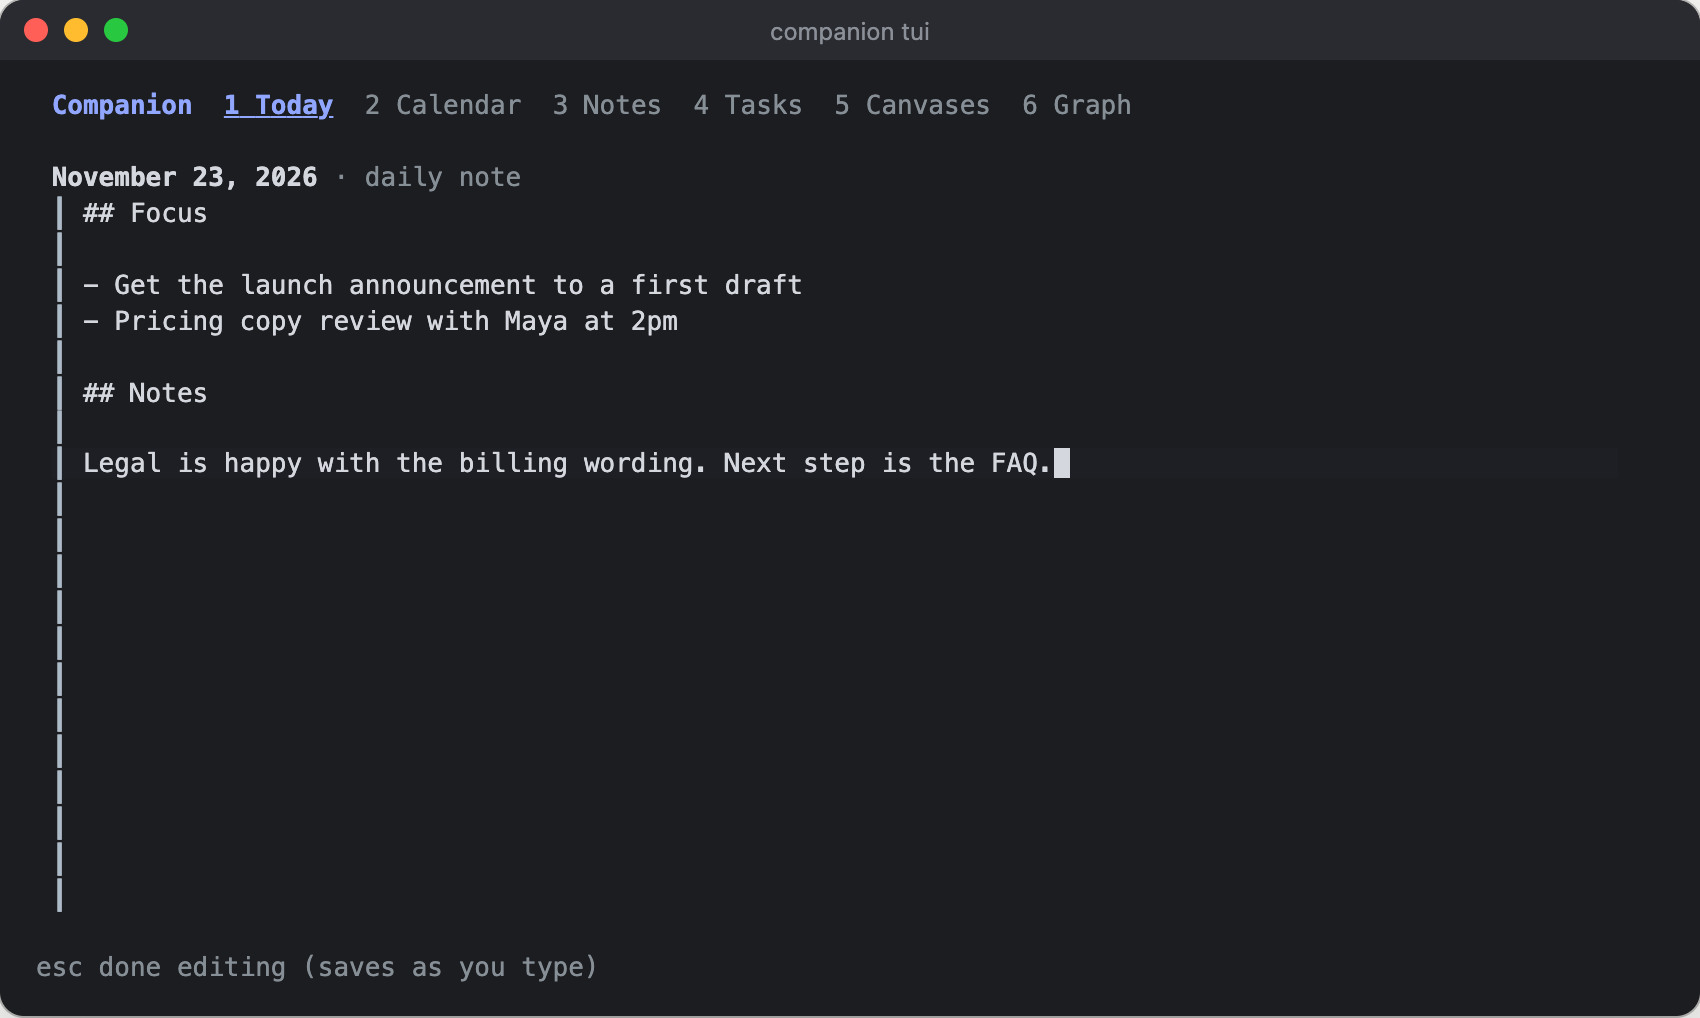 companion tui
Companion 1 Today 2 Calendar 3 Notes 4 Tasks 5 Canvases 6 Graph
November 23, 2026 · daily note
## Focus
- Get the launch announcement to a first draft
- Pricing copy review with Maya at 2pm
## Notes
Legal is happy with the billing wording. Next step is the FAQ.
esc done editing (saves as you type)